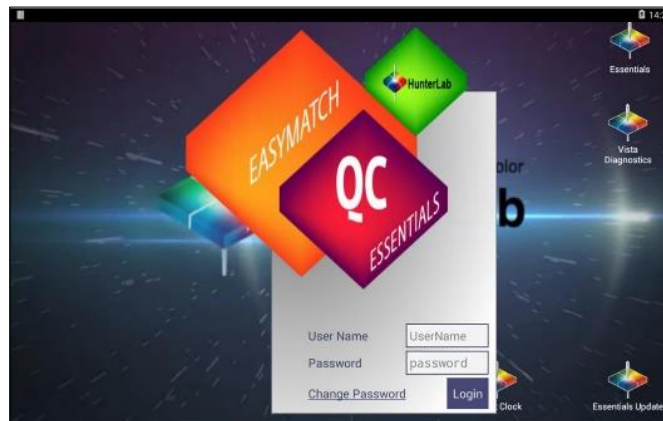 14:
Essentials
HunterLab
EASYMATCH
QC
ESSENTIALS
Vista
Diagnostics
olor
b
User Name
UserName
Password
password
Change Password
Login
Clock
Essentials Update